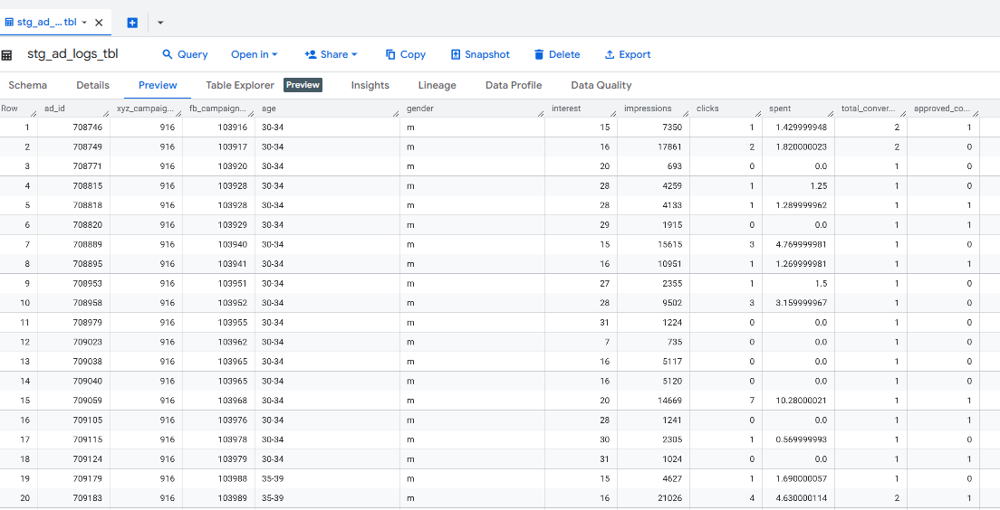 stg_ad_... tbl
stg_ad_logs_tbl Query Open in Share Copy Snapshot Delete Export
Schema Details Preview Table Explorer Preview Insights Lineage Data Profile Data Quality
Row ad_id xyz_campaig... fb_campaign... age gender interest impressions clicks spent total_conver... approved_co...
1 708746 916 103916 30-34 m 15 7350 1 1.429999948 2 1
2 708749 916 103917 30-34 m 16 17861 2 1.820000023 2 0
3 708771 916 103920 30-34 m 20 693 0 0.0 1 0
4 708815 916 103928 30-34 m 28 4259 1 1.25 1 0
5 708818 916 103928 30-34 m 28 4133 1 1.289999962 1 1
6 708820 916 103929 30-34 m 29 1915 0 0.0 1 1
7 708889 916 103940 30-34 m 15 15615 3 4.769999981 1 0
8 708895 916 103941 30-34 m 16 10951 1 1.269999981 1 1
9 708953 916 103951 30-34 m 27 2355 1 1.5 1 0
10 708958 916 103952 30-34 m 28 9502 3 3.159999967 1 0
11 708979 916 103955 30-34 m 31 1224 0 0.0 1 0
12 709023 916 103962 30-34 m 7 735 0 0.0 1 0
13 709038 916 103965 30-34 m 16 5117 0 0.0 1 0
14 709040 916 103965 30-34 m 16 5120 0 0.0 1 0
15 709059 916 103968 30-34 m 20 14669 7 10.28000021 1 1
16 709105 916 103976 30-34 m 28 1241 0 0.0 1 1
17 709115 916 103978 30-34 m 30 2305 1 0.569999993 1 0
18 709124 916 103979 30-34 m 31 1024 0 0.0 1 1
19 709179 916 103988 35-39 m 15 4627 1 1.690000057 1 0
20 709183 916 103989 35-39 m 16 21026 4 4.630000114 2 1